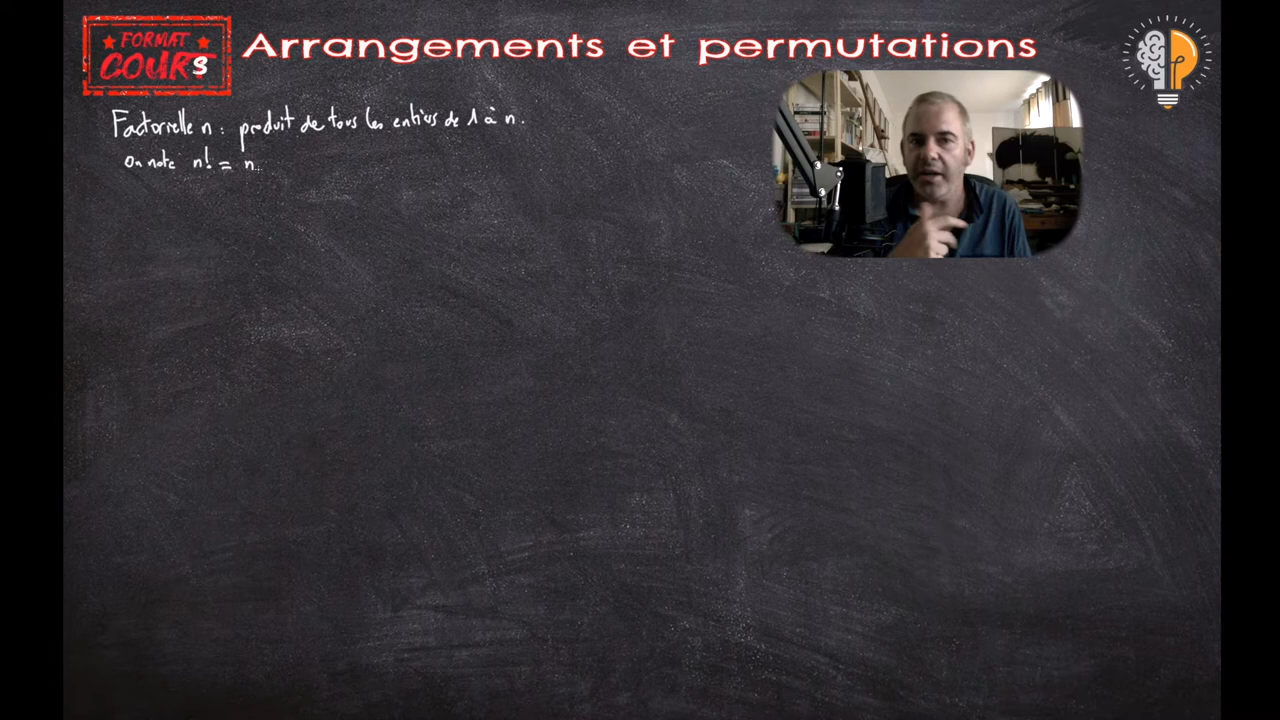 FORMAT
COURS
Arrangements et permutations
Factorielle n : produit de tous les entiers de 1 à n.
On note n! = n